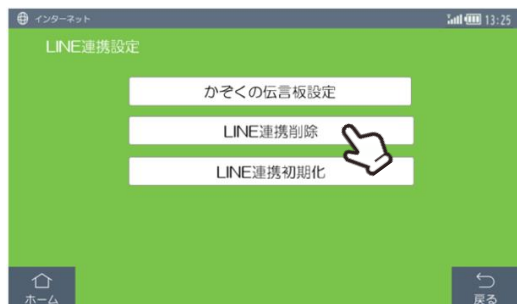 インターネット 13:25
LINE連携設定
かぞくの伝言板設定
LINE連携削除
LINE連携初期化
ホーム 戻る